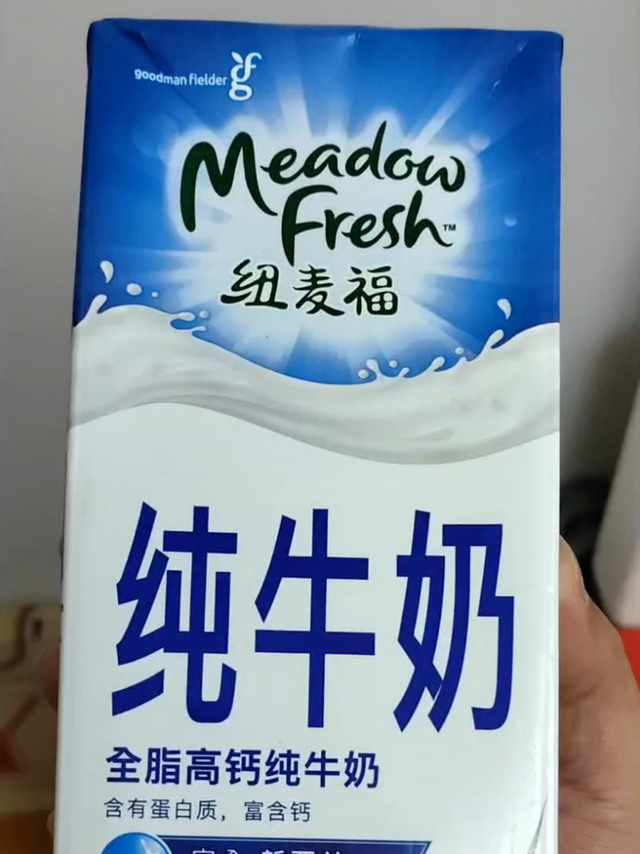 goodman fielder
gf
Meadow
Fresh™
纽麦福
纯牛奶
全脂高钙纯牛奶
含有蛋白质，富含钙